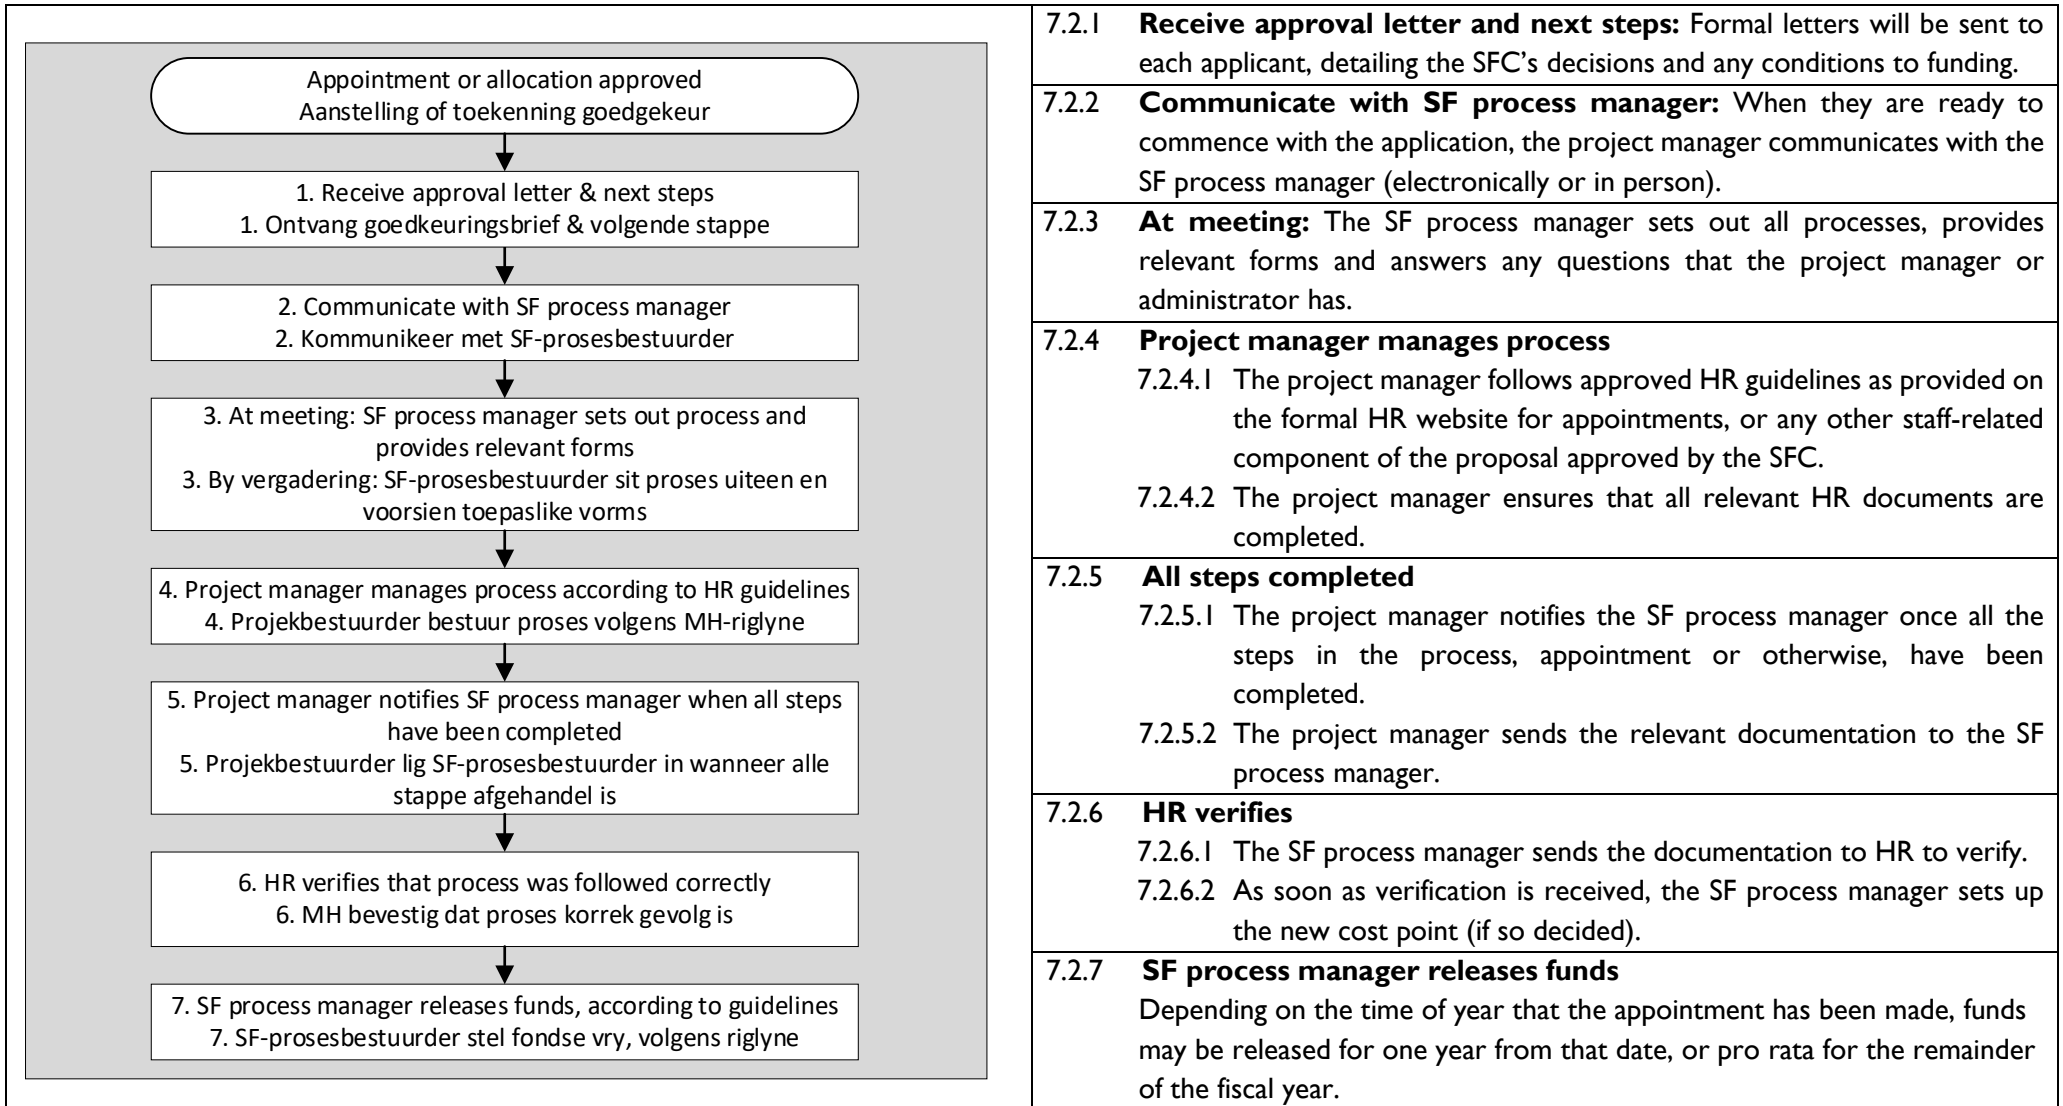 Appointment or allocation approved
Aanstelling of toekenning goedgekeur
1. Receive approval letter & next steps
1. Ontvang goedkeuringsbrief & volgende stappe
2. Communicate with SF process manager
2. Kommunikeer met SF-prosesbestuurder
3. At meeting: SF process manager sets out process and
provides relevant forms
3. By vergadering: SF-prosesbestuurder sit proses uiteen en
voorsien toepaslike vorms
4. Project manager manages process according to HR guidelines
4. Projekbestuurder bestuur proses volgens MH-riglyne
5. Project manager notifies SF process manager when all steps
have been completed
5. Projekbestuurder lig SF-prosesbestuurder in wanneer alle
stappe afgehandel is
6. HR verifies that process was followed correctly
6. MH bevestig dat proses korrek gevolg is
7. SF process manager releases funds, according to guidelines
7. SF-prosesbestuurder stel fondse vry, volgens riglyne
7.2.1 Receive approval letter and next steps: Formal letters will be sent to
each applicant, detailing the SFC's decisions and any conditions to funding.
7.2.2 Communicate with SF process manager: When they are ready to
commence with the application, the project manager communicates with the
SF process manager (electronically or in person).
7.2.3 At meeting: The SF process manager sets out all processes, provides
relevant forms and answers any questions that the project manager or
administrator has.
7.2.4 Project manager manages process
7.2.4.1 The project manager follows approved HR guidelines as provided on
the formal HR website for appointments, or any other staff-related
component of the proposal approved by the SFC.
7.2.4.2 The project manager ensures that all relevant HR documents are
completed.
7.2.5 All steps completed
7.2.5.1 The project manager notifies the SF process manager once all the
steps in the process, appointment or otherwise, have been
completed.
7.2.5.2 The project manager sends the relevant documentation to the SF
process manager.
7.2.6 HR verifies
7.2.6.1 The SF process manager sends the documentation to HR to verify.
7.2.6.2 As soon as verification is received, the SF process manager sets up
the new cost point (if so decided).
7.2.7 SF process manager releases funds
Depending on the time of year that the appointment has been made, funds
may be released for one year from that date, or pro rata for the remainder
of the fiscal year.